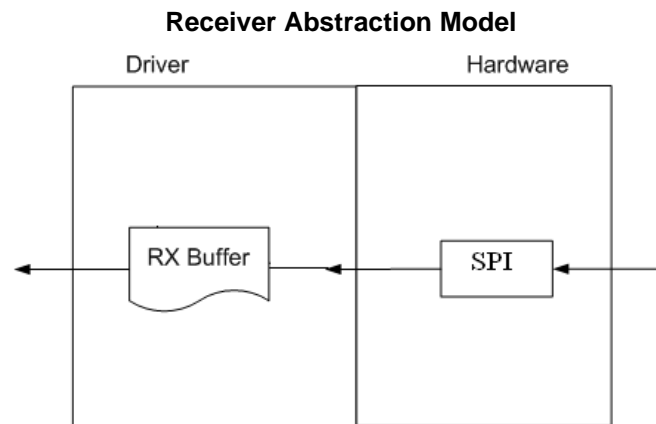 Receiver Abstraction Model
Driver
Hardware
RX Buffer
SPI